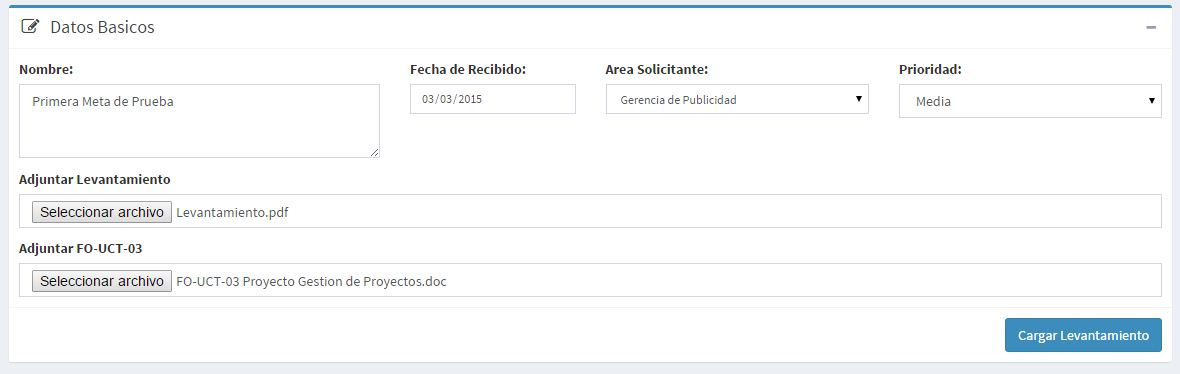 Datos Basicos
Nombre: Fecha de Recibido: Area Solicitante: Prioridad:
Primera Meta de Prueba 03/03/2015 Gerencia de Publicidad Media
Adjuntar Levantamiento
Seleccionar archivo Levantamiento.pdf
Adjuntar FO-UCT-03
Seleccionar archivo FO-UCT-03 Proyecto Gestion de Proyectos.doc
Cargar Levantamiento